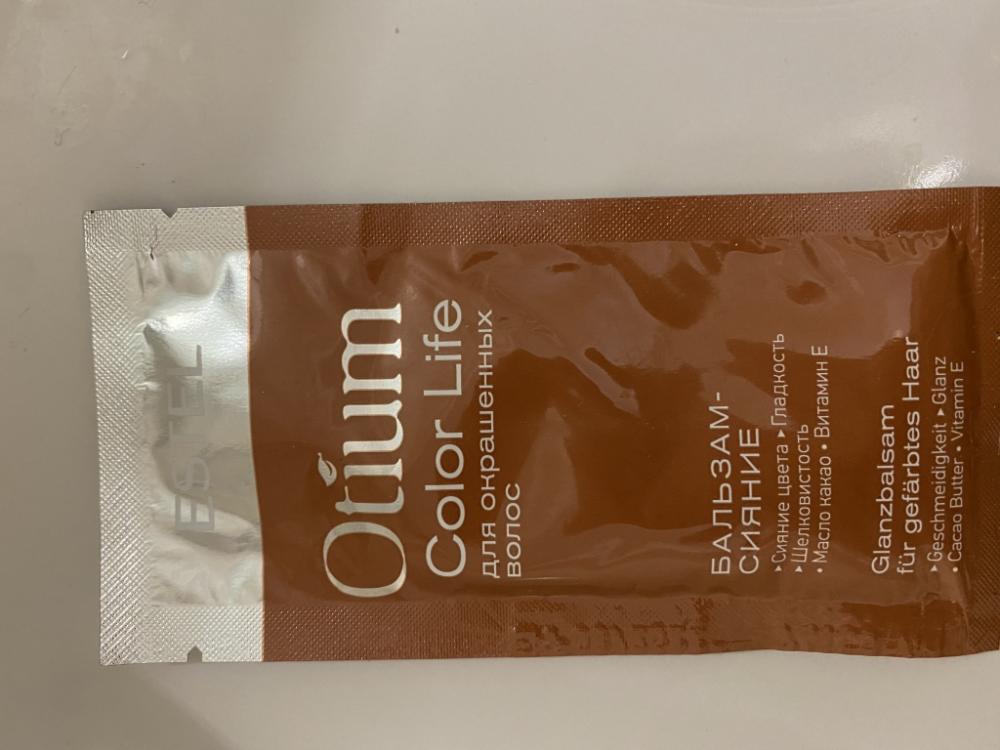 ESTEL
Otium
Color Life
для окрашенных
волос
БАЛЬЗАМ-
СИЯНИЕ
▸Сияние цвета ▸Гладкость
▸Шелковистость
• Масло какао • Витамин Е
Glanzbalsam
für gefärbtes Haar
▸Geschmeidigkeit ▸Glanz
• Cacao Butter • Vitamin E